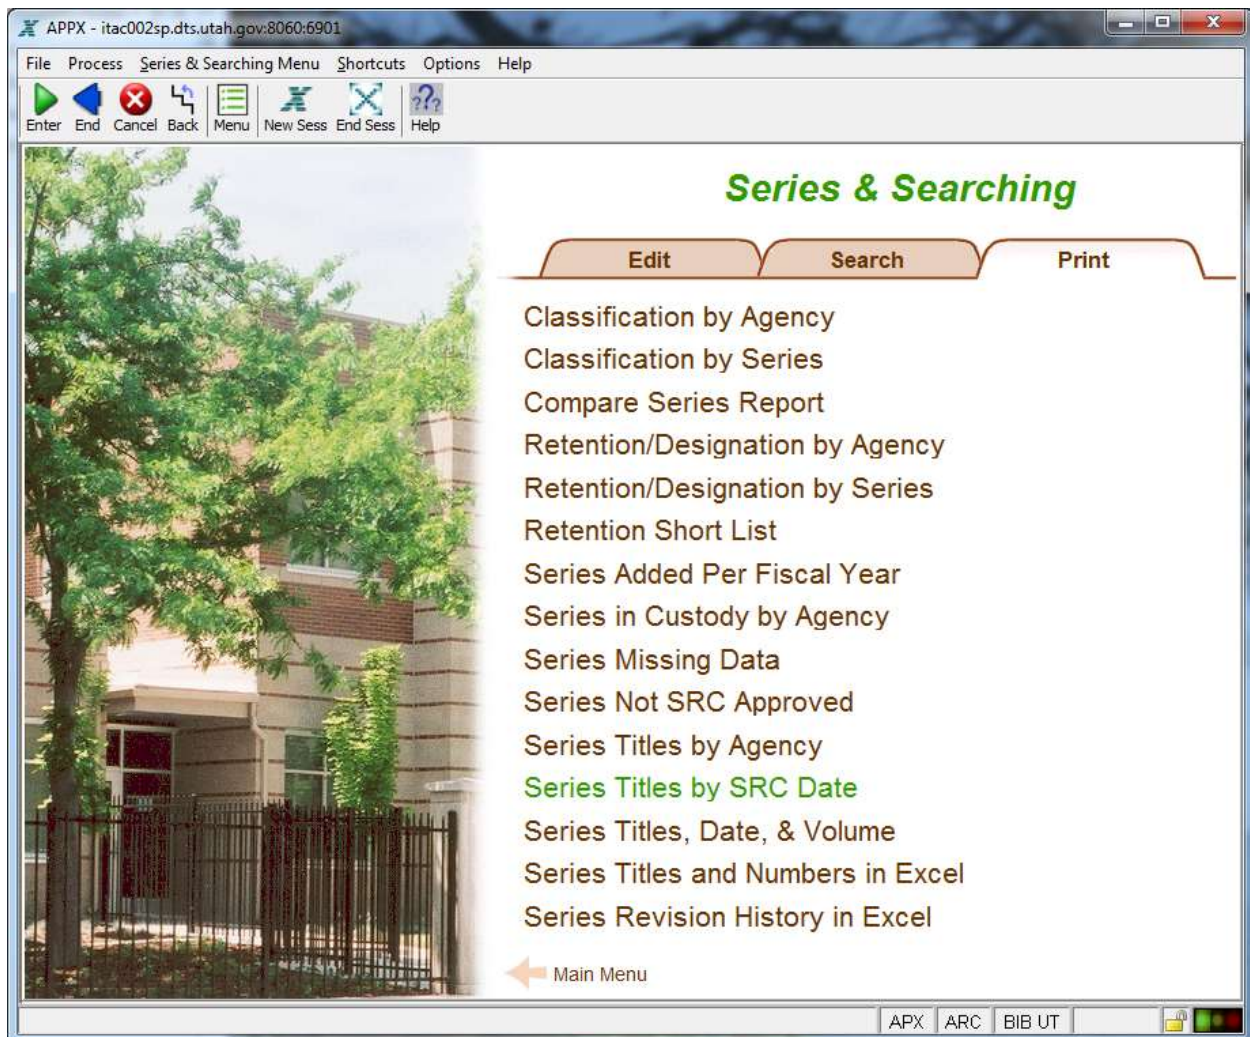 APPX - itac002sp.dts.utah.gov:8060:6901
File Process Series & Searching Menu Shortcuts Options Help
Enter End Cancel Back Menu New Sess End Sess Help
Series & Searching
Edit Search Print
Classification by Agency
Classification by Series
Compare Series Report
Retention/Designation by Agency
Retention/Designation by Series
Retention Short List
Series Added Per Fiscal Year
Series in Custody by Agency
Series Missing Data
Series Not SRC Approved
Series Titles by Agency
Series Titles by SRC Date
Series Titles, Date, & Volume
Series Titles and Numbers in Excel
Series Revision History in Excel
Main Menu
APX ARC BIB UT